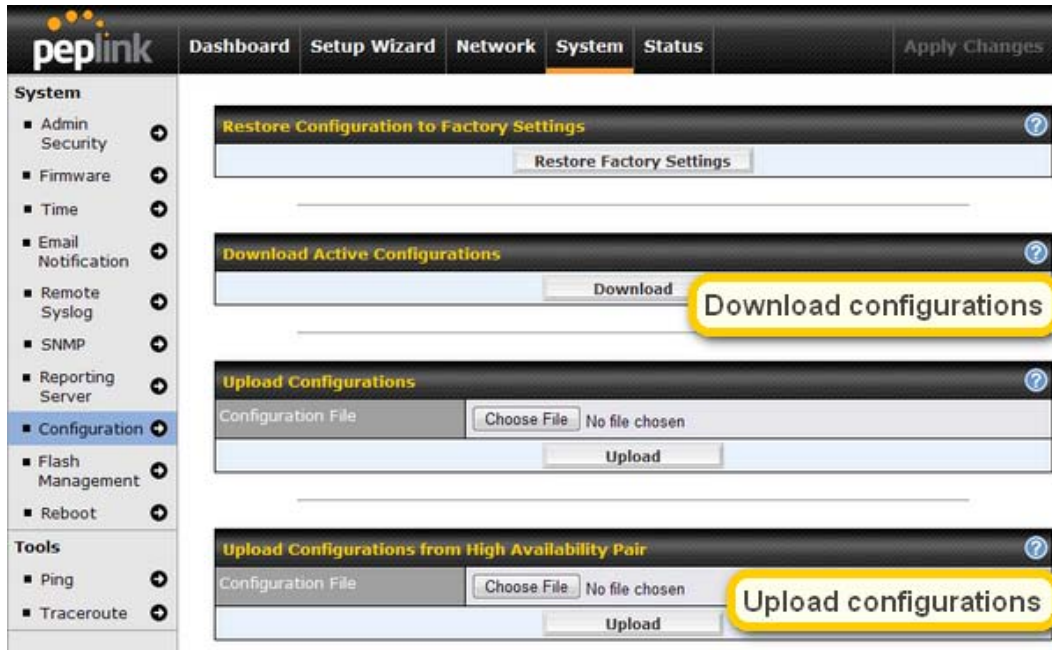 peplink
Dashboard Setup Wizard Network System Status Apply Changes
System
Admin
Security
Firmware
Time
Email
Notification
Remote
Syslog
SNMP
Reporting
Server
Configuration
Flash
Management
Reboot
Tools
Ping
Traceroute
Restore Configuration to Factory Settings ?
Restore Factory Settings
Download Active Configurations ?
Download
Download configurations
Upload Configurations ?
Configuration File Choose File No file chosen
Upload
Upload Configurations from High Availability Pair ?
Configuration File Choose File No file chosen
Upload
Upload configurations